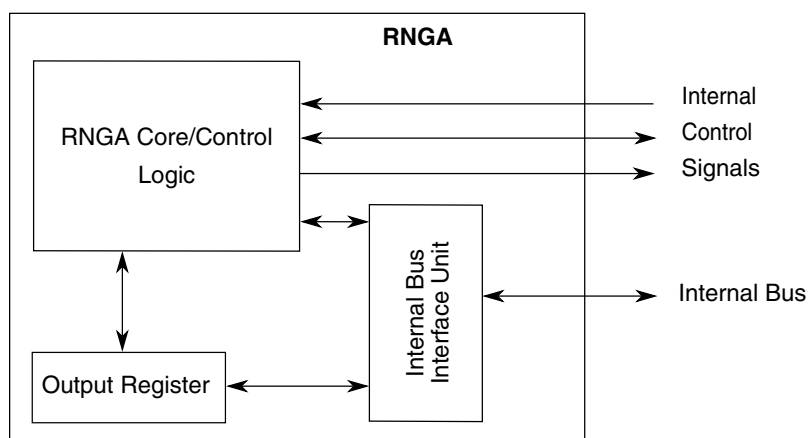 RNGA
RNGA Core/Control
Logic
Internal
Control
Signals
Internal Bus
Interface Unit
Internal Bus
Output Register